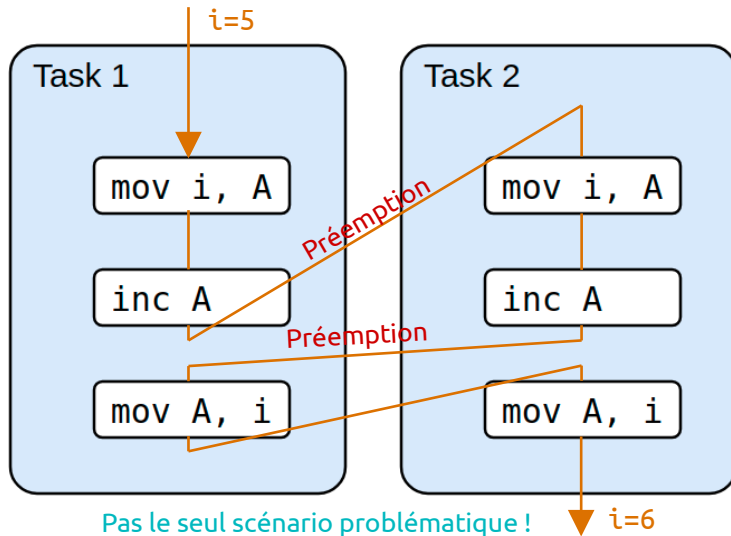 i=5
Task 1
Task 2
mov i, A
mov i, A
Préemption
inc A
inc A
Préemption
mov A, i
mov A, i
Pas le seul scénario problématique !
i=6